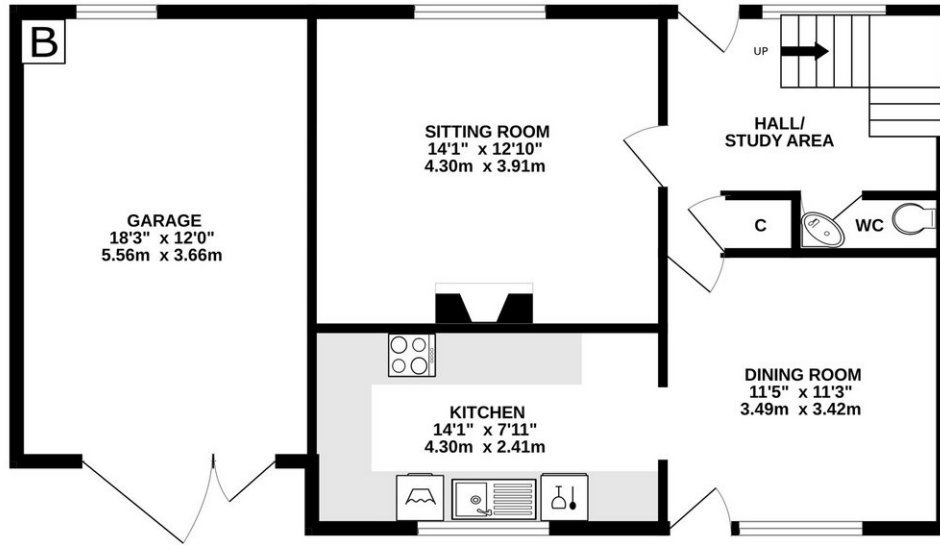 B
GARAGE
18'3" x 12'0"
5.56m x 3.66m
SITTING ROOM
14'1" x 12'10"
4.30m x 3.91m
UP
HALL/
STUDY AREA
C
WC
KITCHEN
14'1" x 7'11"
4.30m x 2.41m
DINING ROOM
11'5" x 11'3"
3.49m x 3.42m